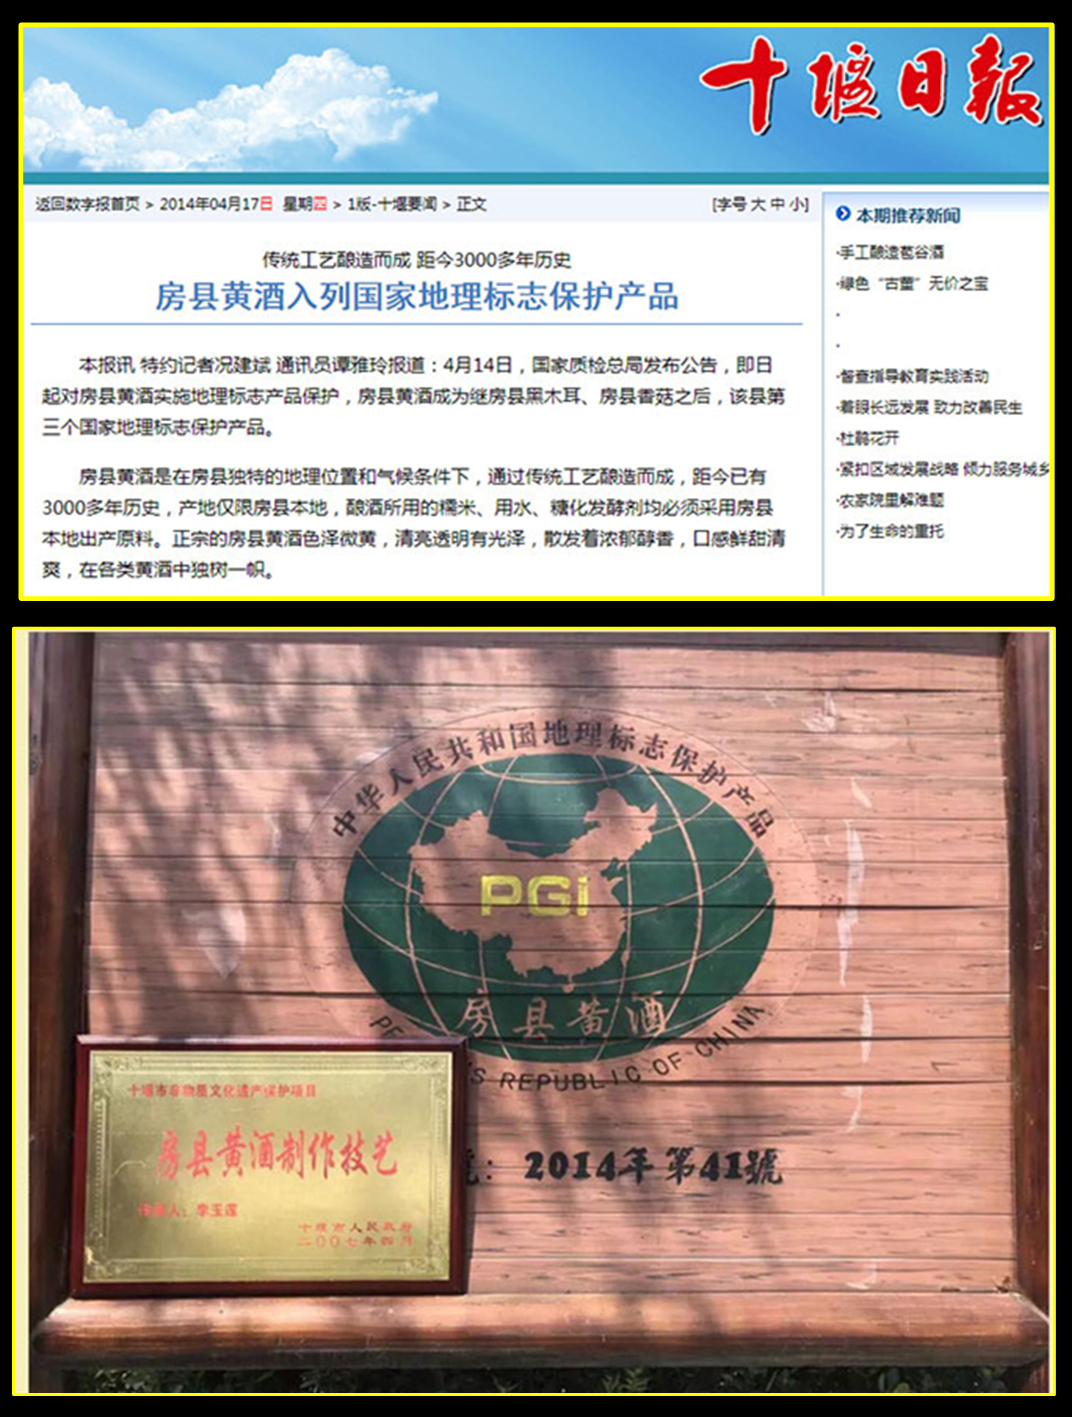 十堰日报
返回数字报首页 > 2014年04月17日 星期四 > 1版-十堰要闻 > 正文
[字号 大 中 小]
传统工艺酿造而成 距今3000多年历史
房县黄酒入列国家地理标志保护产品
本报讯 特约记者况建斌 通讯员谭雅玲报道：4月14日，国家质检总局发布公告，即日
起对房县黄酒实施地理标志产品保护，房县黄酒成为继房县黑木耳、房县香菇之后，该县第
三个国家地理标志保护产品。
房县黄酒是在房县独特的地理位置和气候条件下，通过传统工艺酿造而成，距今已有
3000多年历史，产地仅限房县本地，酿酒所用的糯米、用水、糖化发酵剂均必须采用房县
本地出产原料。正宗的房县黄酒色泽微黄，清亮透明有光泽，散发着浓郁醇香，口感鲜甜清
爽，在各类黄酒中独树一帜。
本期推荐新闻
·手工酿造苞谷酒
·绿色“古董”无价之宝
·
·
·督查指导教育实践活动
·着眼长远发展 致力改善民生
·杜鹃花开
·紧扣区域发展战略 倾力服务城乡
·农家院里解难题
·为了生命的重托
中华人民共和国地理标志保护产品
PGI
房县黄酒
PE 'S REPUBLIC OF CHINA
：2014年 第41號
十堰市非物质文化遗产保护项目
房县黄酒制作技艺
传承人：李玉莲
十堰市人民政府
二〇〇七年四月